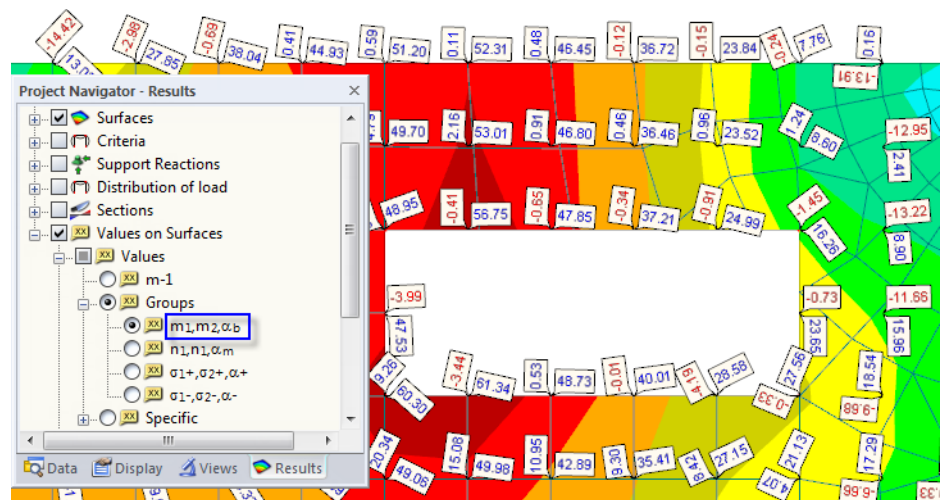 -14.42 13.0 -2.98 27.85 -0.69 38.04 0.41 44.93 0.59 51.20 0.11 52.31 0.48 46.45 -0.12 36.72 -0.15 23.84 -0.24 7.76 0.16
-13.91
Project Navigator - Results
Surfaces
Criteria
Support Reactions
Distribution of load
Sections
Values on Surfaces
Values
m-1
Groups
m1,m2,αb
n1,n1,αm
σ1+,σ2+,α+
σ1-,σ2-,α-
Specific
Data Display Views Results
49.70 2.16 53.01 0.91 46.80 0.46 36.46 0.96 23.52 1.24 8.60 -12.95
2.41
48.95 -0.41 56.75 -0.65 47.85 -0.34 37.21 -0.91 24.99 -1.45 16.26 -13.22
8.90
-3.99 -0.73 -11.66
47.53 23.65 15.96
9.26 60.30 -3.44 61.34 0.53 48.73 -0.01 40.01 -4.19 28.58 27.56 -0.33 18.54
-9.68
20.34 49.06 15.08 49.98 10.95 42.89 9.30 35.41 8.42 27.15 21.13 4.07 17.29
-6.66